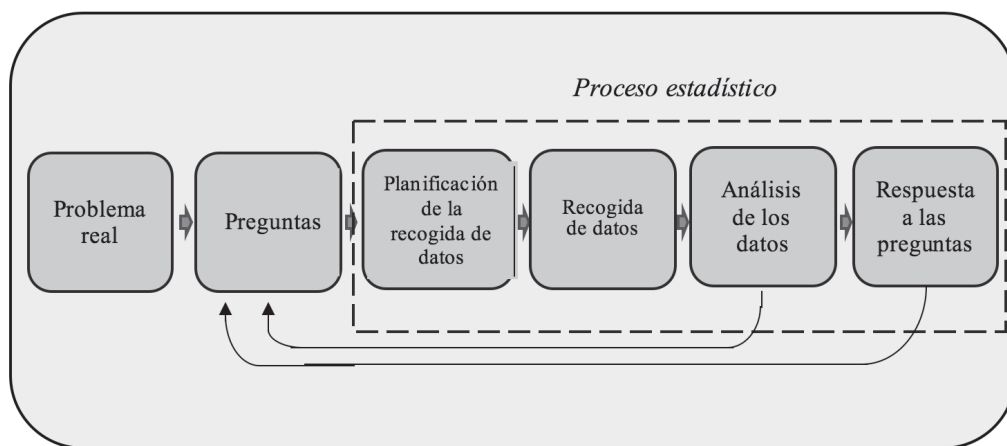 Proceso estadístico
Problema
real
Preguntas
Planificación
de la
recogida de
datos
Recogida
de datos
Análisis
de los
datos
Respuesta
a las
preguntas